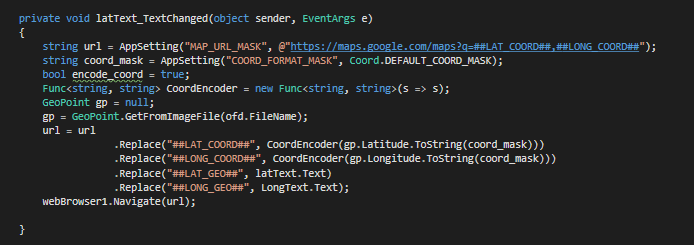 private void latText_TextChanged(object sender, EventArgs e)
{
    string url = AppSetting("MAP_URL_MASK", @"https://maps.google.com/maps?q=##LAT_COORD##,##LONG_COORD##");
    string coord_mask = AppSetting("COORD_FORMAT_MASK", Coord.DEFAULT_COORD_MASK);
    bool encode_coord = true;
    Func<string, string> CoordEncoder = new Func<string, string>(s => s);
    GeoPoint gp = null;
    gp = GeoPoint.GetFromImageFile(ofd.FileName);
    url = url
            .Replace("##LAT_COORD##", CoordEncoder(gp.Latitude.ToString(coord_mask)))
            .Replace("##LONG_COORD##", CoordEncoder(gp.Longitude.ToString(coord_mask)))
            .Replace("##LAT_GEO##", latText.Text)
            .Replace("##LONG_GEO##", LongText.Text);
    webBrowser1.Navigate(url);
}